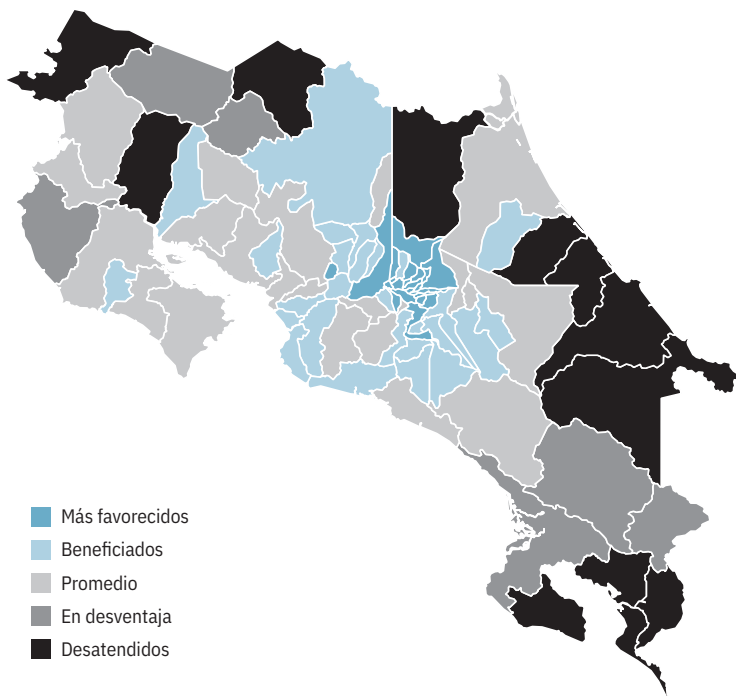 Más favorecidos
Beneficiados
Promedio
En desventaja
Desatendidos